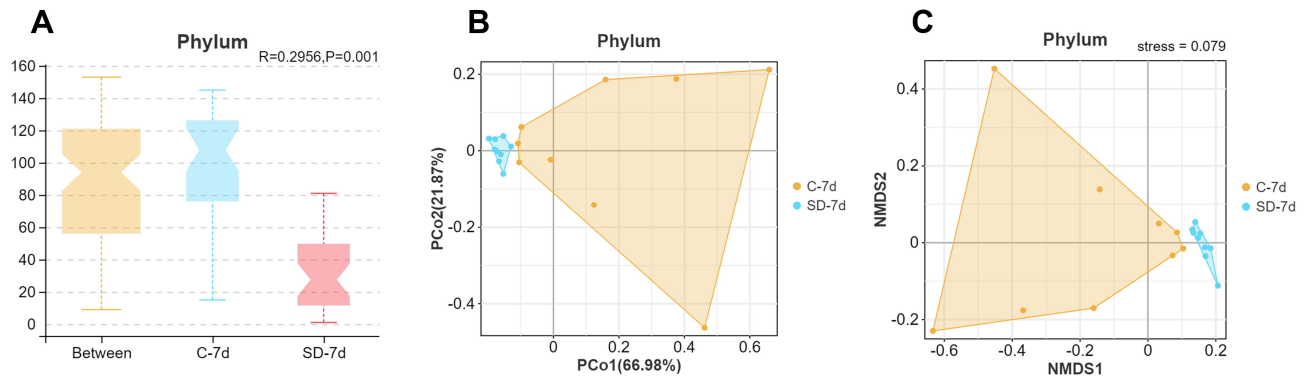 A
Phylum
R=0.2956,P=0.001
160
140
120
100
80
60
40
20
0
Between
C-7d
SD-7d
B
Phylum
PCo2(21.87%)
0.2
0
-0.2
-0.4
0
0.2
0.4
0.6
PCo1(66.98%)
C-7d
SD-7d
C
Phylum
stress = 0.079
NMDS2
0.4
0.2
0
-0.2
-0.6
-0.4
-0.2
0
0.2
NMDS1
C-7d
SD-7d